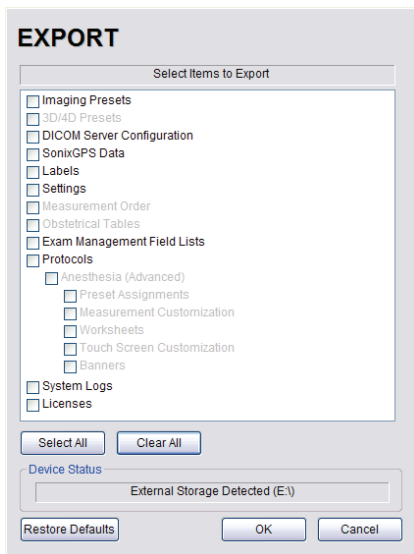 EXPORT
Select Items to Export
Imaging Presets
3D/4D Presets
DICOM Server Configuration
SonixGPS Data
Labels
Settings
Measurement Order
Obstetrical Tables
Exam Management Field Lists
Protocols
Anesthesia (Advanced)
Preset Assignments
Measurement Customization
Worksheets
Touch Screen Customization
Banners
System Logs
Licenses
Select All Clear All
Device Status
External Storage Detected (E:\)
Restore Defaults OK Cancel